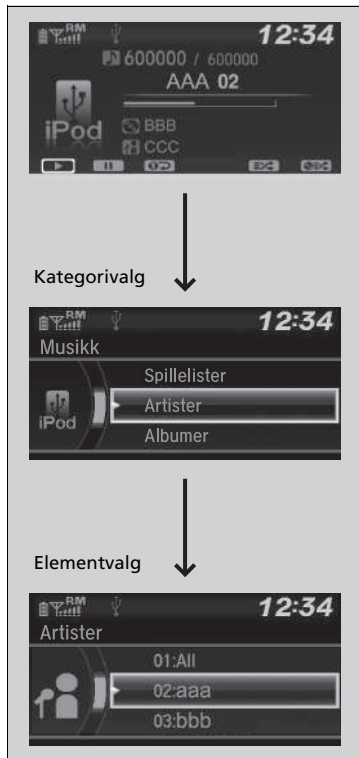 RM 12:34
600000 / 600000
AAA 02
iPod
BBB
CCC
Kategorivalg
RM 12:34
Musikk
Spillelister
iPod
Artister
Albumer
Elementvalg
RM 12:34
Artister
01:All
02:aaa
03:bbb